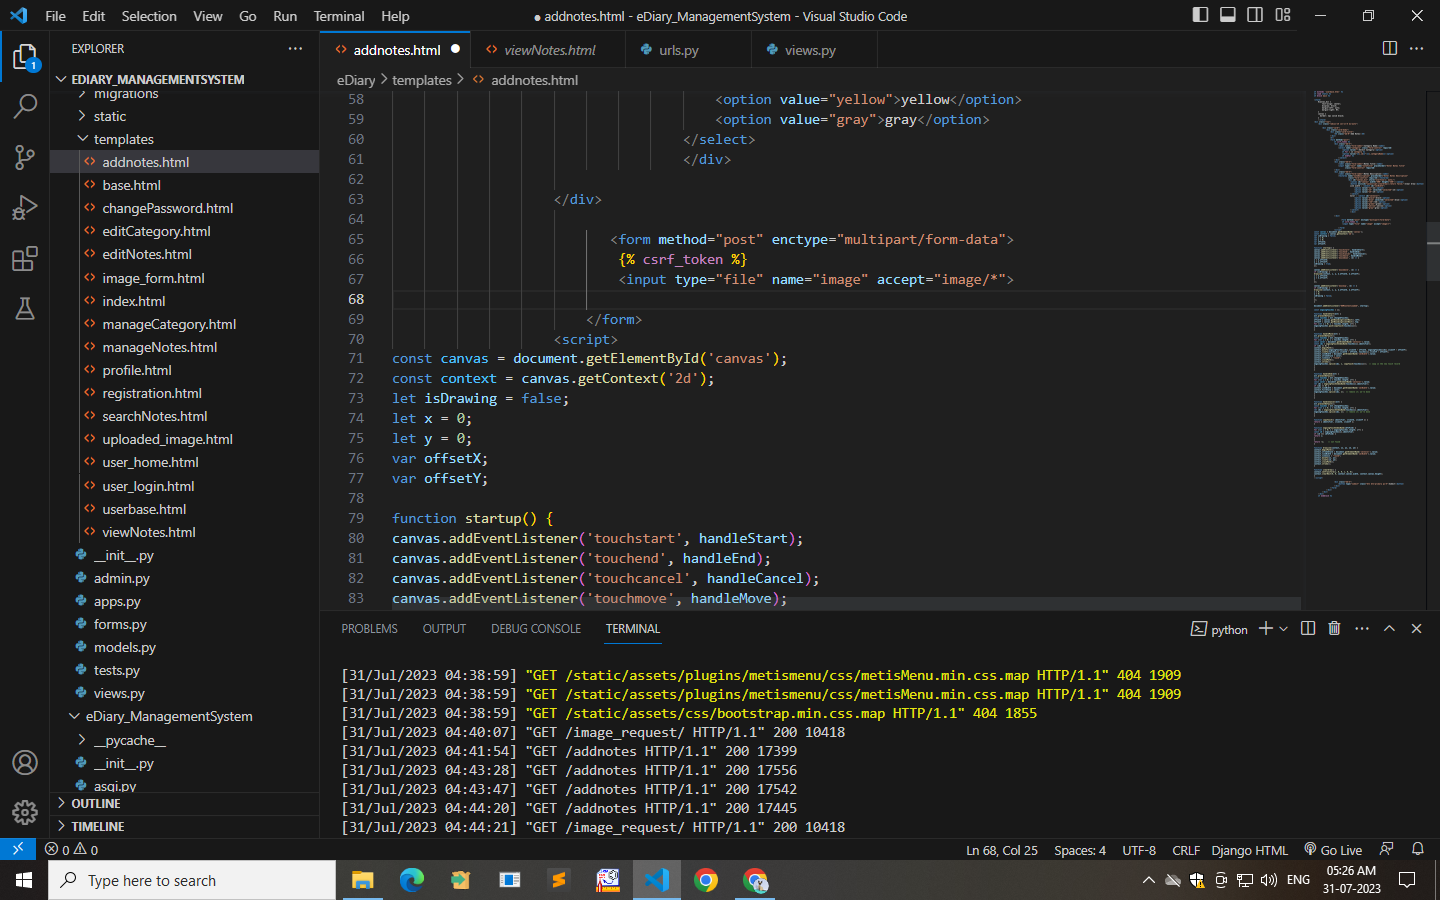 File Edit Selection View Go Run Terminal Help
● addnotes.html - eDiary_ManagementSystem - Visual Studio Code
EXPLORER
EDIARY_MANAGEMENTSYSTEM
migrations
static
templates
addnotes.html
base.html
changePassword.html
editCategory.html
editNotes.html
image_form.html
index.html
manageCategory.html
manageNotes.html
profile.html
registration.html
searchNotes.html
uploaded_image.html
user_home.html
user_login.html
userbase.html
viewNotes.html
__init__.py
admin.py
apps.py
forms.py
models.py
tests.py
views.py
eDiary_ManagementSystem
__pycache__
__init__.py
asgi.py
OUTLINE
TIMELINE
1
addnotes.html viewNotes.html urls.py views.py
eDiary > templates > addnotes.html
58 <option value="yellow">yellow</option>
59 <option value="gray">gray</option>
60 </select>
61 </div>
62
63 </div>
64
65 <form method="post" enctype="multipart/form-data">
66 {% csrf_token %}
67 <input type="file" name="image" accept="image/*">
68
69 </form>
70 <script>
71 const canvas = document.getElementById('canvas');
72 const context = canvas.getContext('2d');
73 let isDrawing = false;
74 let x = 0;
75 let y = 0;
76 var offsetX;
77 var offsetY;
78
79 function startup() {
80 canvas.addEventListener('touchstart', handleStart);
81 canvas.addEventListener('touchend', handleEnd);
82 canvas.addEventListener('touchcancel', handleCancel);
83 canvas.addEventListener('touchmove', handleMove);
PROBLEMS OUTPUT DEBUG CONSOLE TERMINAL
python
[31/Jul/2023 04:38:59] "GET /static/assets/plugins/metismenu/css/metisMenu.min.css.map HTTP/1.1" 404 1909
[31/Jul/2023 04:38:59] "GET /static/assets/plugins/metismenu/css/metisMenu.min.css.map HTTP/1.1" 404 1909
[31/Jul/2023 04:38:59] "GET /static/assets/css/bootstrap.min.css.map HTTP/1.1" 404 1855
[31/Jul/2023 04:40:07] "GET /image_request/ HTTP/1.1" 200 10418
[31/Jul/2023 04:41:54] "GET /addnotes HTTP/1.1" 200 17399
[31/Jul/2023 04:43:28] "GET /addnotes HTTP/1.1" 200 17556
[31/Jul/2023 04:43:47] "GET /addnotes HTTP/1.1" 200 17542
[31/Jul/2023 04:44:20] "GET /addnotes HTTP/1.1" 200 17445
[31/Jul/2023 04:44:21] "GET /image_request/ HTTP/1.1" 200 10418
0 0
Ln 68, Col 25 Spaces: 4 UTF-8 CRLF Django HTML Go Live
Type here to search
ENG
05:26 AM
31-07-2023